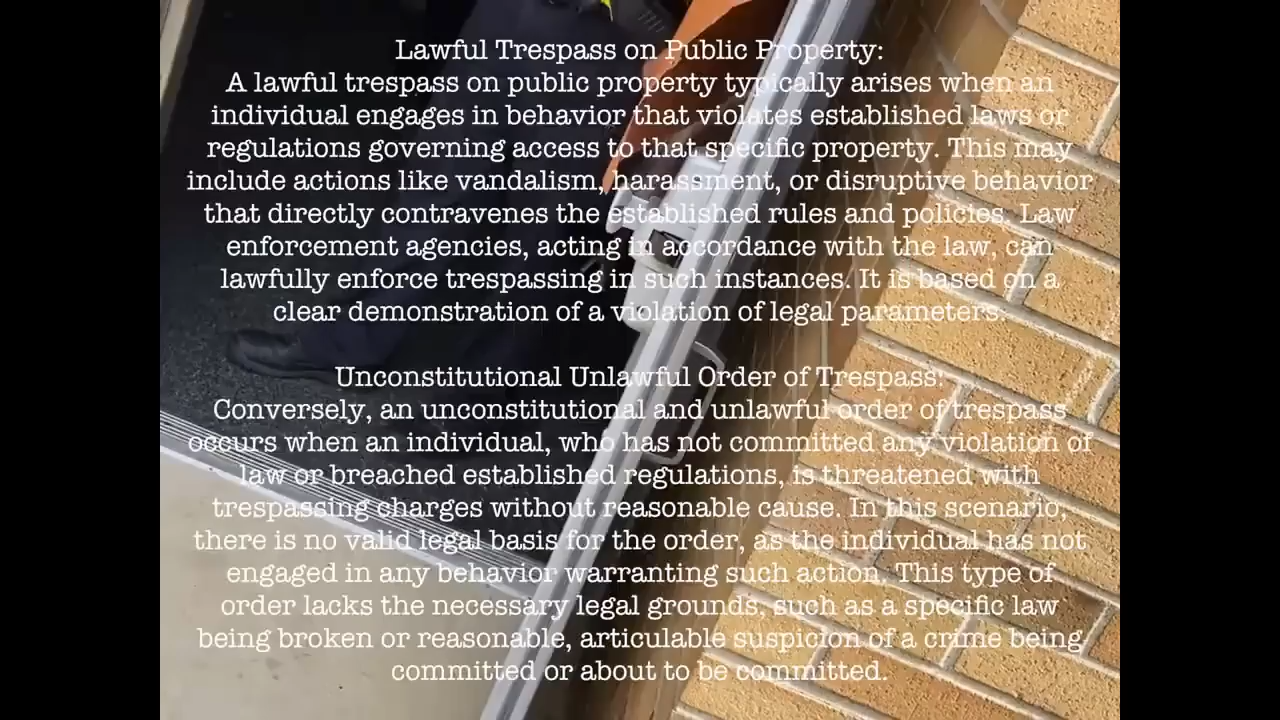 Lawful Trespass on Public Property:
A lawful trespass on public property typically arises when an
individual engages in behavior that violates established laws or
regulations governing access to that specific property. This may
include actions like vandalism, harassment, or disruptive behavior
that directly contravenes the established rules and policies. Law
enforcement agencies, acting in accordance with the law, can
lawfully enforce trespassing in such instances. It is based on a
clear demonstration of a violation of legal parameters.
Unconstitutional Unlawful Order of Trespass:
Conversely, an unconstitutional and unlawful order of trespass
occurs when an individual, who has not committed any violation of
law or breached established regulations, is threatened with
trespassing charges without reasonable cause. In this scenario,
there is no valid legal basis for the order, as the individual has not
engaged in any behavior warranting such action. This type of
order lacks the necessary legal grounds, such as a specific law
being broken or reasonable, articulable suspicion of a crime being
committed or about to be committed.